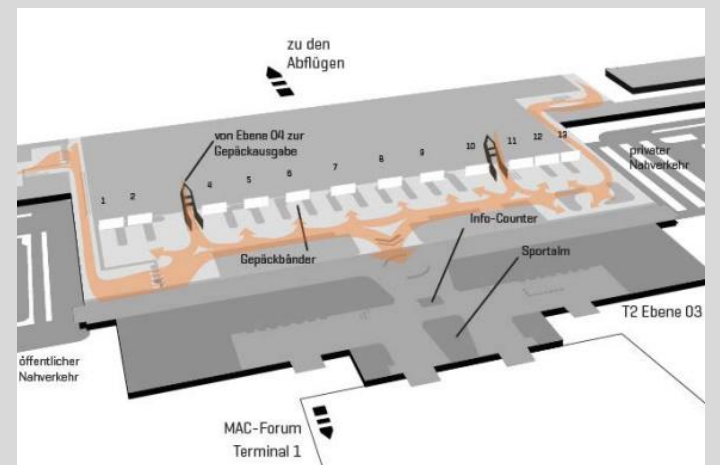 zu den
Abflügen
von Ebene 04 zur
Gepäckausgabe
1 2 4 5 6 7 8 9 10 11 12 13
privater
Nahverkehr
Info-Counter
Gepäckbänder
Sportalm
T2 Ebene 03
öffentlicher
Nahverkehr
MAC-Forum
Terminal 1